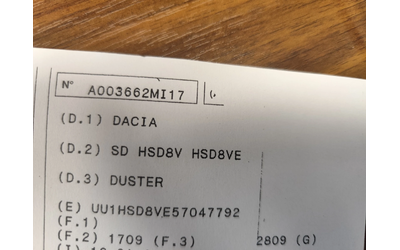 N° A003662MI17
(D.1) DACIA
(D.2) SD HSD8V HSD8VE
(D.3) DUSTER
(E) UU1HSD8VE57047792
(F.1)
(F.2) 1709 (F.3) 2809 (G)